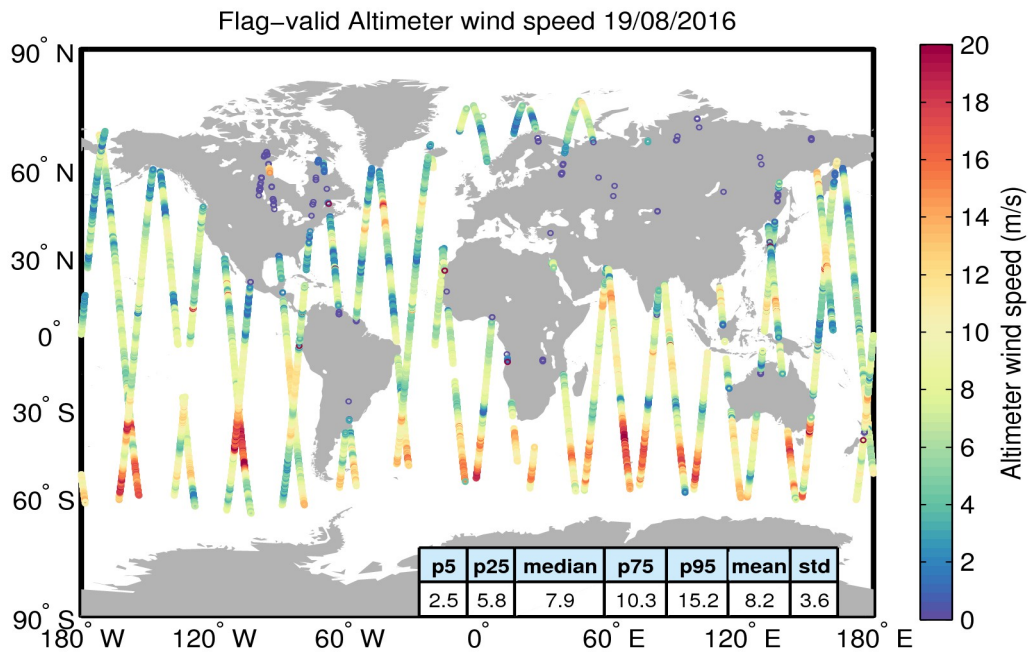 Flag−valid Altimeter wind speed 19/08/2016
90° N
60° N
30° N
0°
30° S
60° S
90° S
180° W
120° W
60° W
0°
60° E
120° E
180° E
p5 p25 median p75 p95 mean std
2.5 5.8 7.9 10.3 15.2 8.2 3.6
20
18
16
14
12
10
8
6
4
2
0
Altimeter wind speed (m/s)